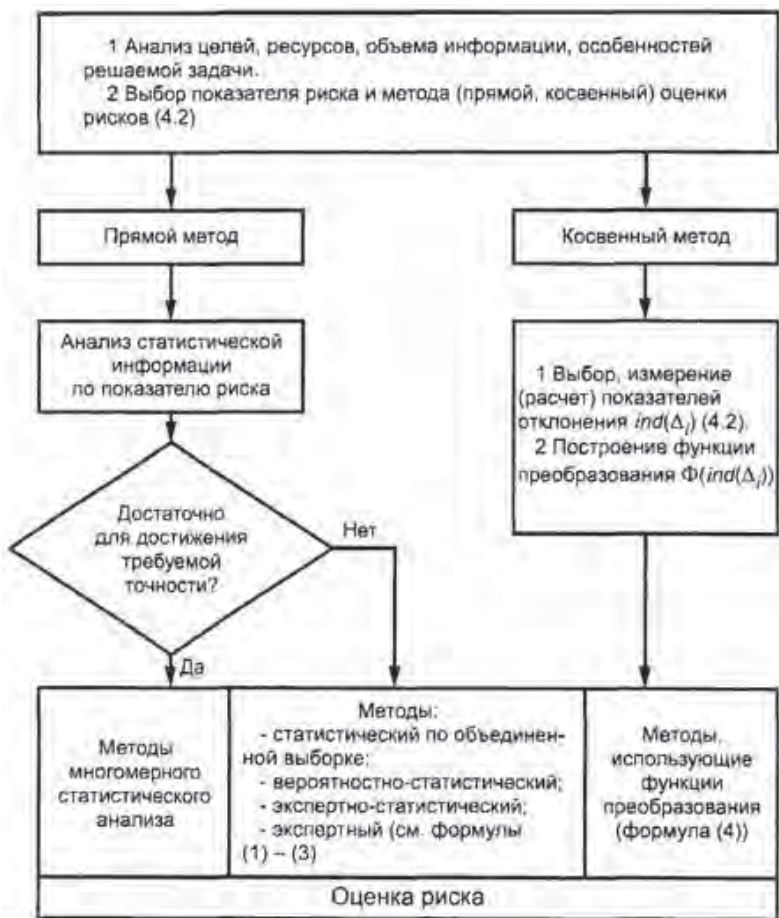 1 Анализ целей, ресурсов, объема информации, особенностей
решаемой задачи.
2 Выбор показателя риска и метода (прямой, косвенный) оценки
рисков (4.2)
Прямой метод
Косвенный метод
Анализ статистической
информации
по показателю риска
1 Выбор, измерение
(расчет) показателей
отклонения ind(Δi) (4.2).
2 Построение функции
преобразования Ф(ind(Δi))
Достаточно
для достижения
требуемой
точности?
Нет
Да
Методы
многомерного
статистического
анализа
Методы:
- статистический по объединен-
ной выборке;
- вероятностно-статистический;
- экспертно-статистический;
- экспертный (см. формулы
(1) – (3)
Методы,
использующие
функции
преобразования
(формула (4))
Оценка риска